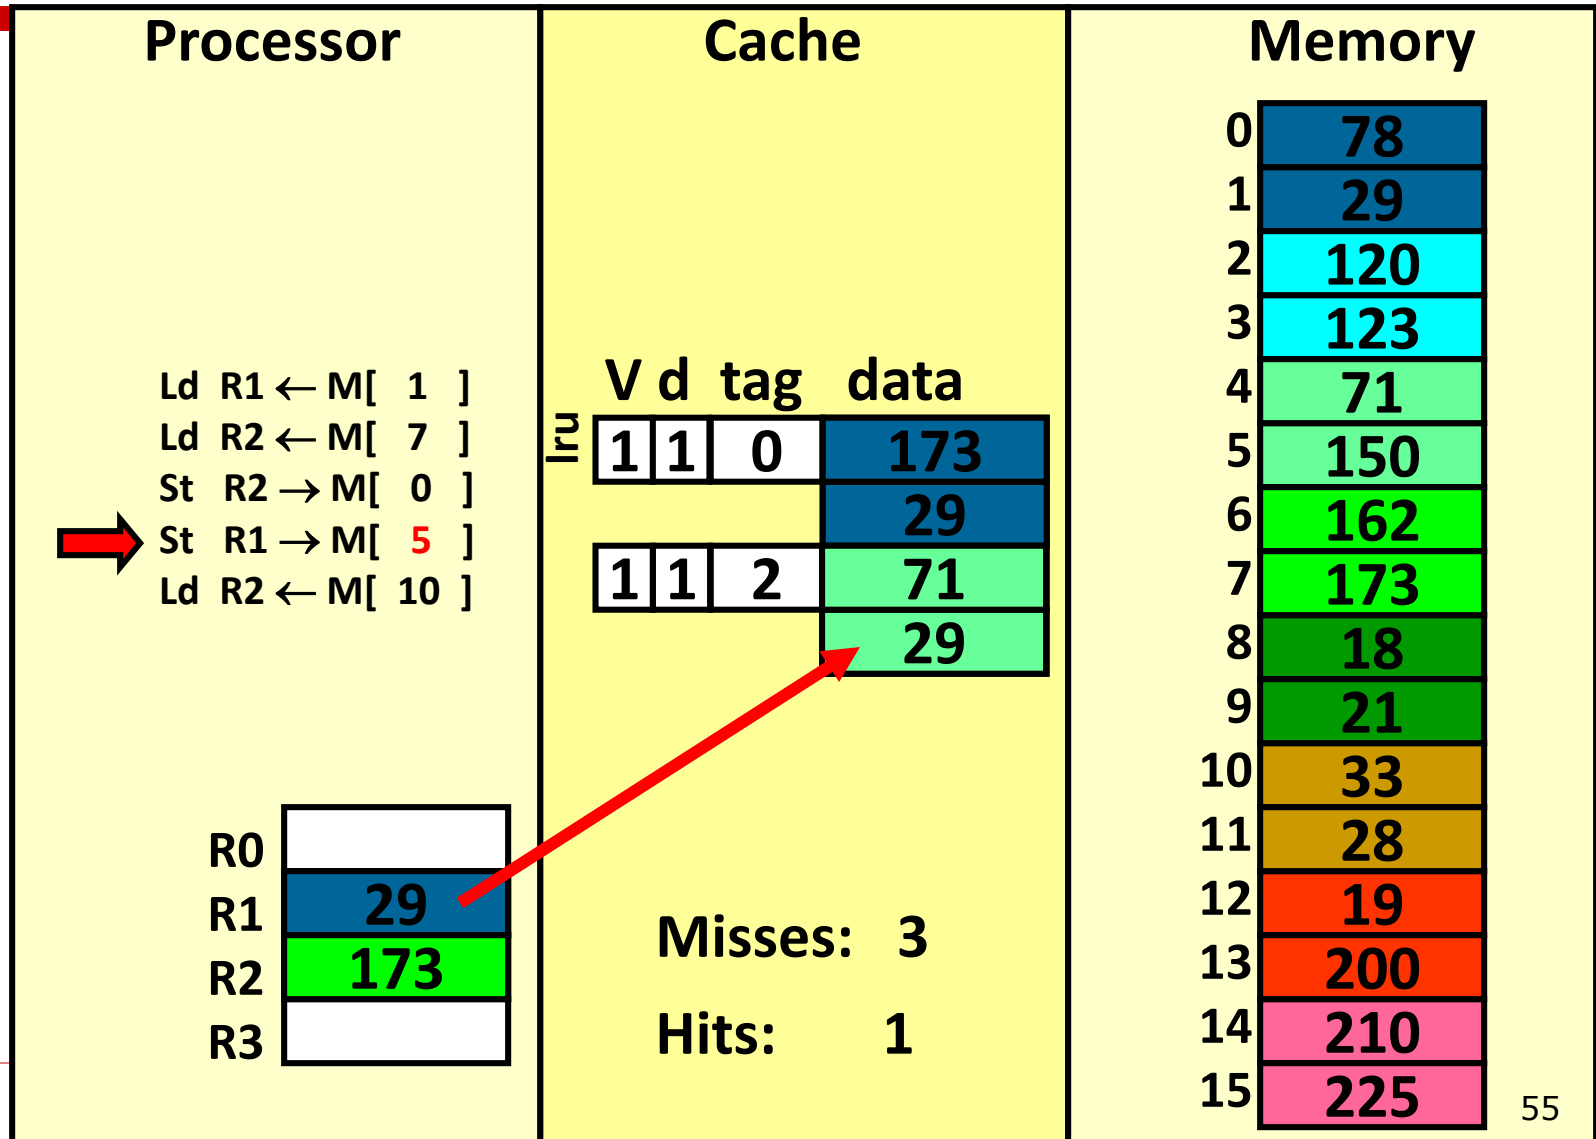 Processor
Ld R1 ← M[ 1 ]
Ld R2 ← M[ 7 ]
St R2 → M[ 0 ]
St R1 → M[ 5 ]
Ld R2 ← M[ 10 ]
R0
R1 29
R2 173
R3
Cache
V d tag data
lru
1 1 0 173
29
1 1 2 71
29
Misses: 3
Hits: 1
Memory
0 78
1 29
2 120
3 123
4 71
5 150
6 162
7 173
8 18
9 21
10 33
11 28
12 19
13 200
14 210
15 225
55